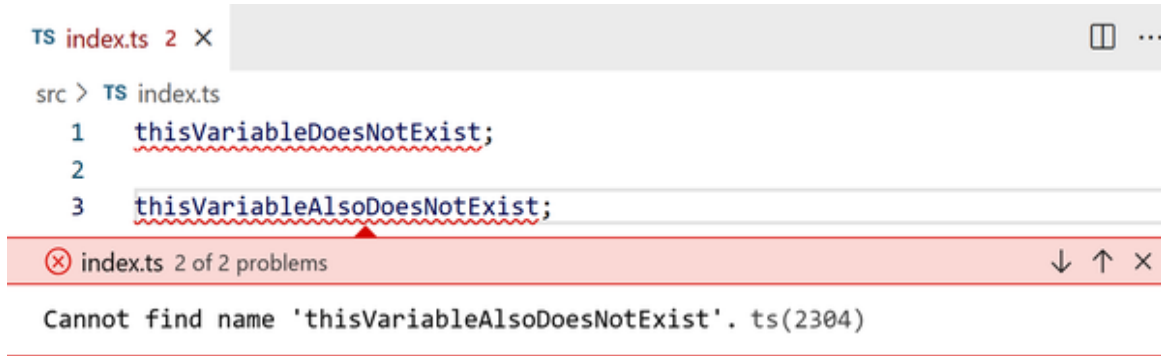 TS index.ts 2 ×
src > TS index.ts
1 thisVariableDoesNotExist;
2
3 thisVariableAlsoDoesNotExist;
index.ts 2 of 2 problems
Cannot find name 'thisVariableAlsoDoesNotExist'. ts(2304)